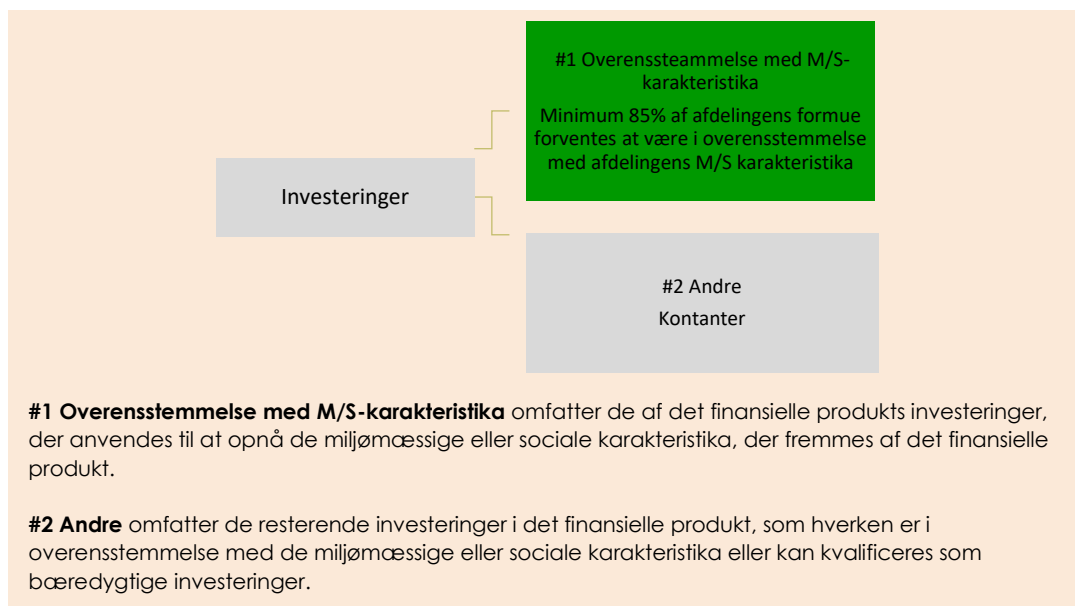 #1 Overenssteammelse med M/S-
karakteristika
Minimum 85% af afdelingens formue
forventes at være i overensstemmelse
med afdelingens M/S karakteristika
Investeringer
#2 Andre
Kontanter
#1 Overensstemmelse med M/S-karakteristika omfatter de af det finansielle produkts investeringer,
der anvendes til at opnå de miljømæssige eller sociale karakteristika, der fremmes af det finansielle
produkt.
#2 Andre omfatter de resterende investeringer i det finansielle produkt, som hverken er i
overensstemmelse med de miljømæssige eller sociale karakteristika eller kan kvalificeres som
bæredygtige investeringer.